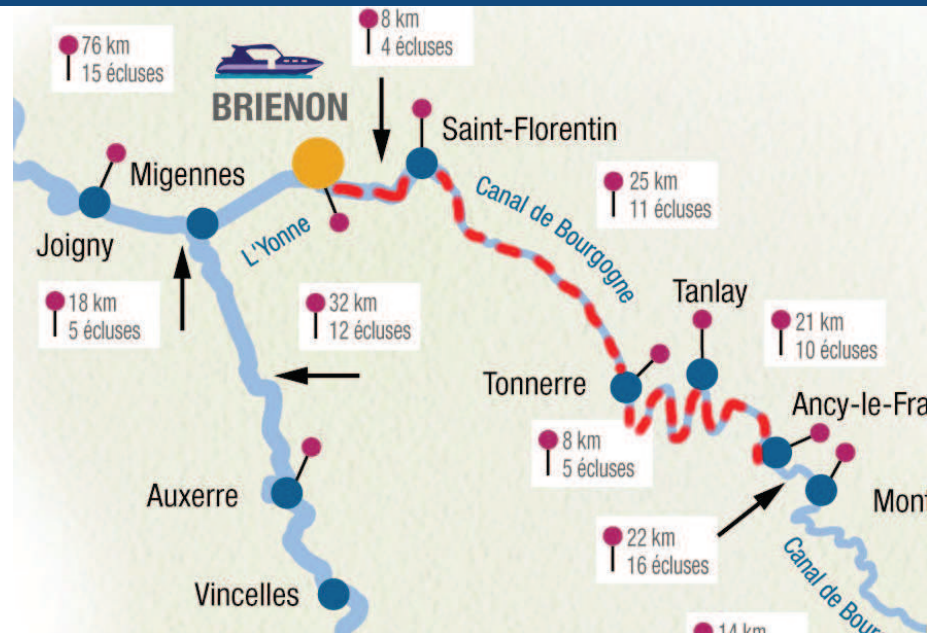 8 km
4 écluses
76 km
15 écluses
BRIENON
Saint-Florentin
Migennes
Canal de Bourgogne
25 km
11 écluses
L'Yonne
Joigny
18 km
5 écluses
32 km
12 écluses
Tanlay
21 km
10 écluses
Tonnerre
Ancy-le-Fra
8 km
5 écluses
Auxerre
Mont
22 km
16 écluses
Canal de Bour
Vincelles
14 km